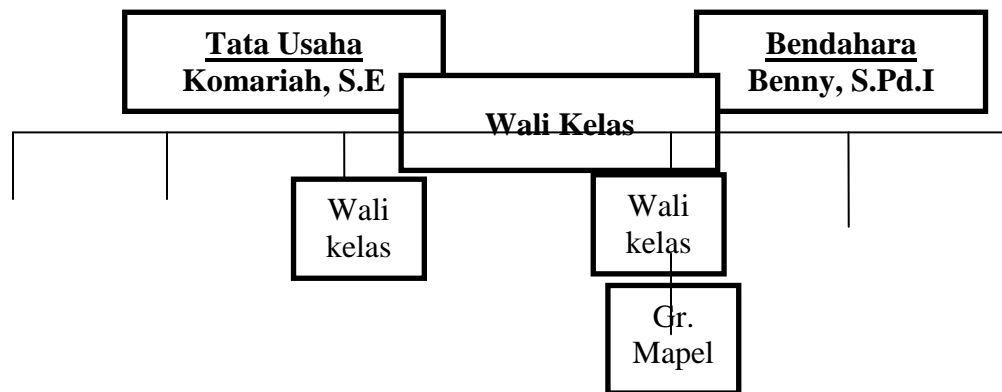 Tata Usaha
Komariah, S.E
Bendahara
Benny, S.Pd.I
Wali Kelas
Wali
kelas
Wali
kelas
Gr.
Mapel